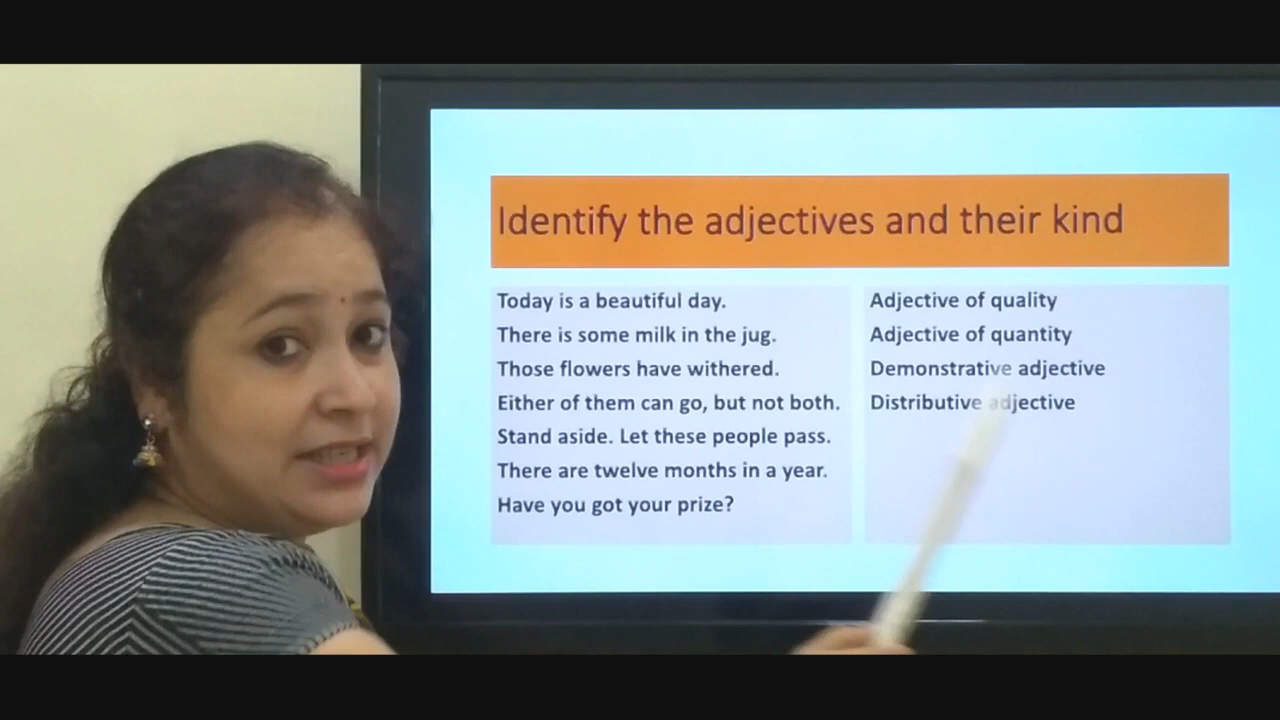 Identify the adjectives and their kind
Today is a beautiful day.
There is some milk in the jug.
Those flowers have withered.
Either of them can go, but not both.
Stand aside. Let these people pass.
There are twelve months in a year.
Have you got your prize?
Adjective of quality
Adjective of quantity
Demonstrative adjective
Distributive adjective